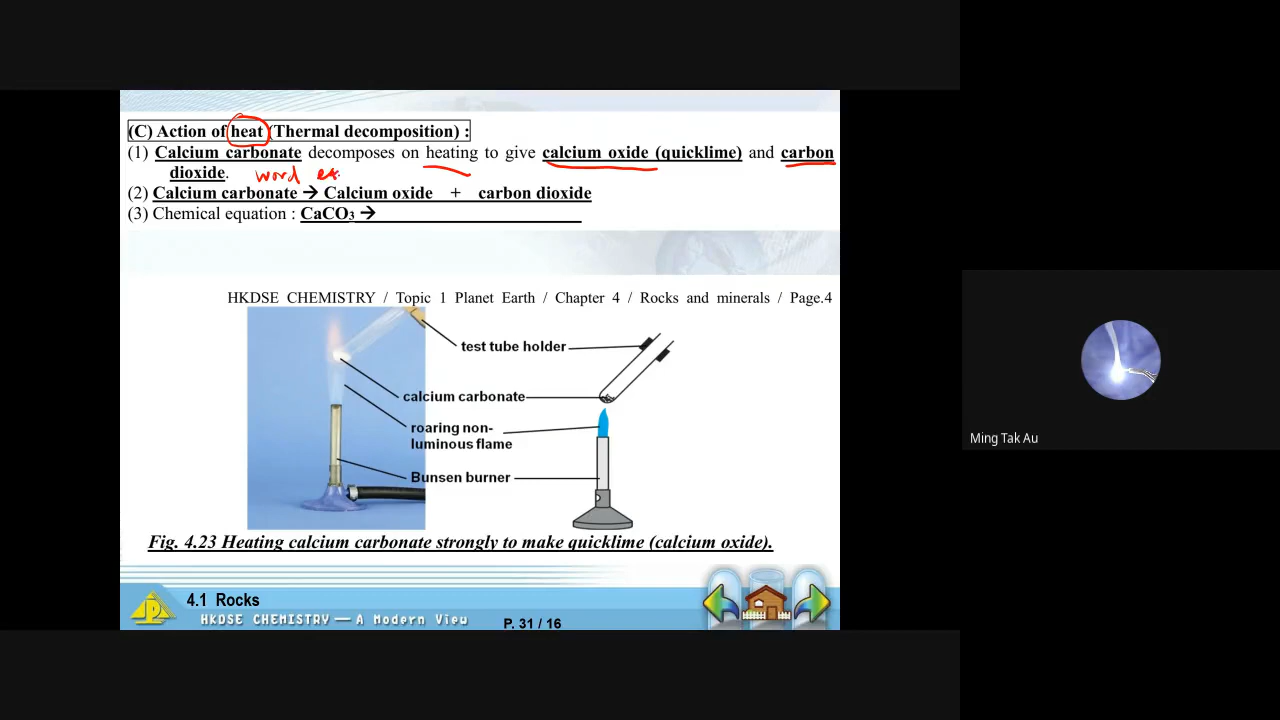 (C) Action of heat (Thermal decomposition) :
(1) Calcium carbonate decomposes on heating to give calcium oxide (quicklime) and carbon
dioxide. word
(2) Calcium carbonate → Calcium oxide + carbon dioxide
(3) Chemical equation : CaCO₃ →
HKDSE CHEMISTRY / Topic 1 Planet Earth / Chapter 4 / Rocks and minerals / Page.4
test tube holder
calcium carbonate
roaring non-
luminous flame
Bunsen burner
Fig. 4.23 Heating calcium carbonate strongly to make quicklime (calcium oxide).
4.1 Rocks
HKDSE CHEMISTRY — A Modern View
P. 31 / 16
Ming Tak Au